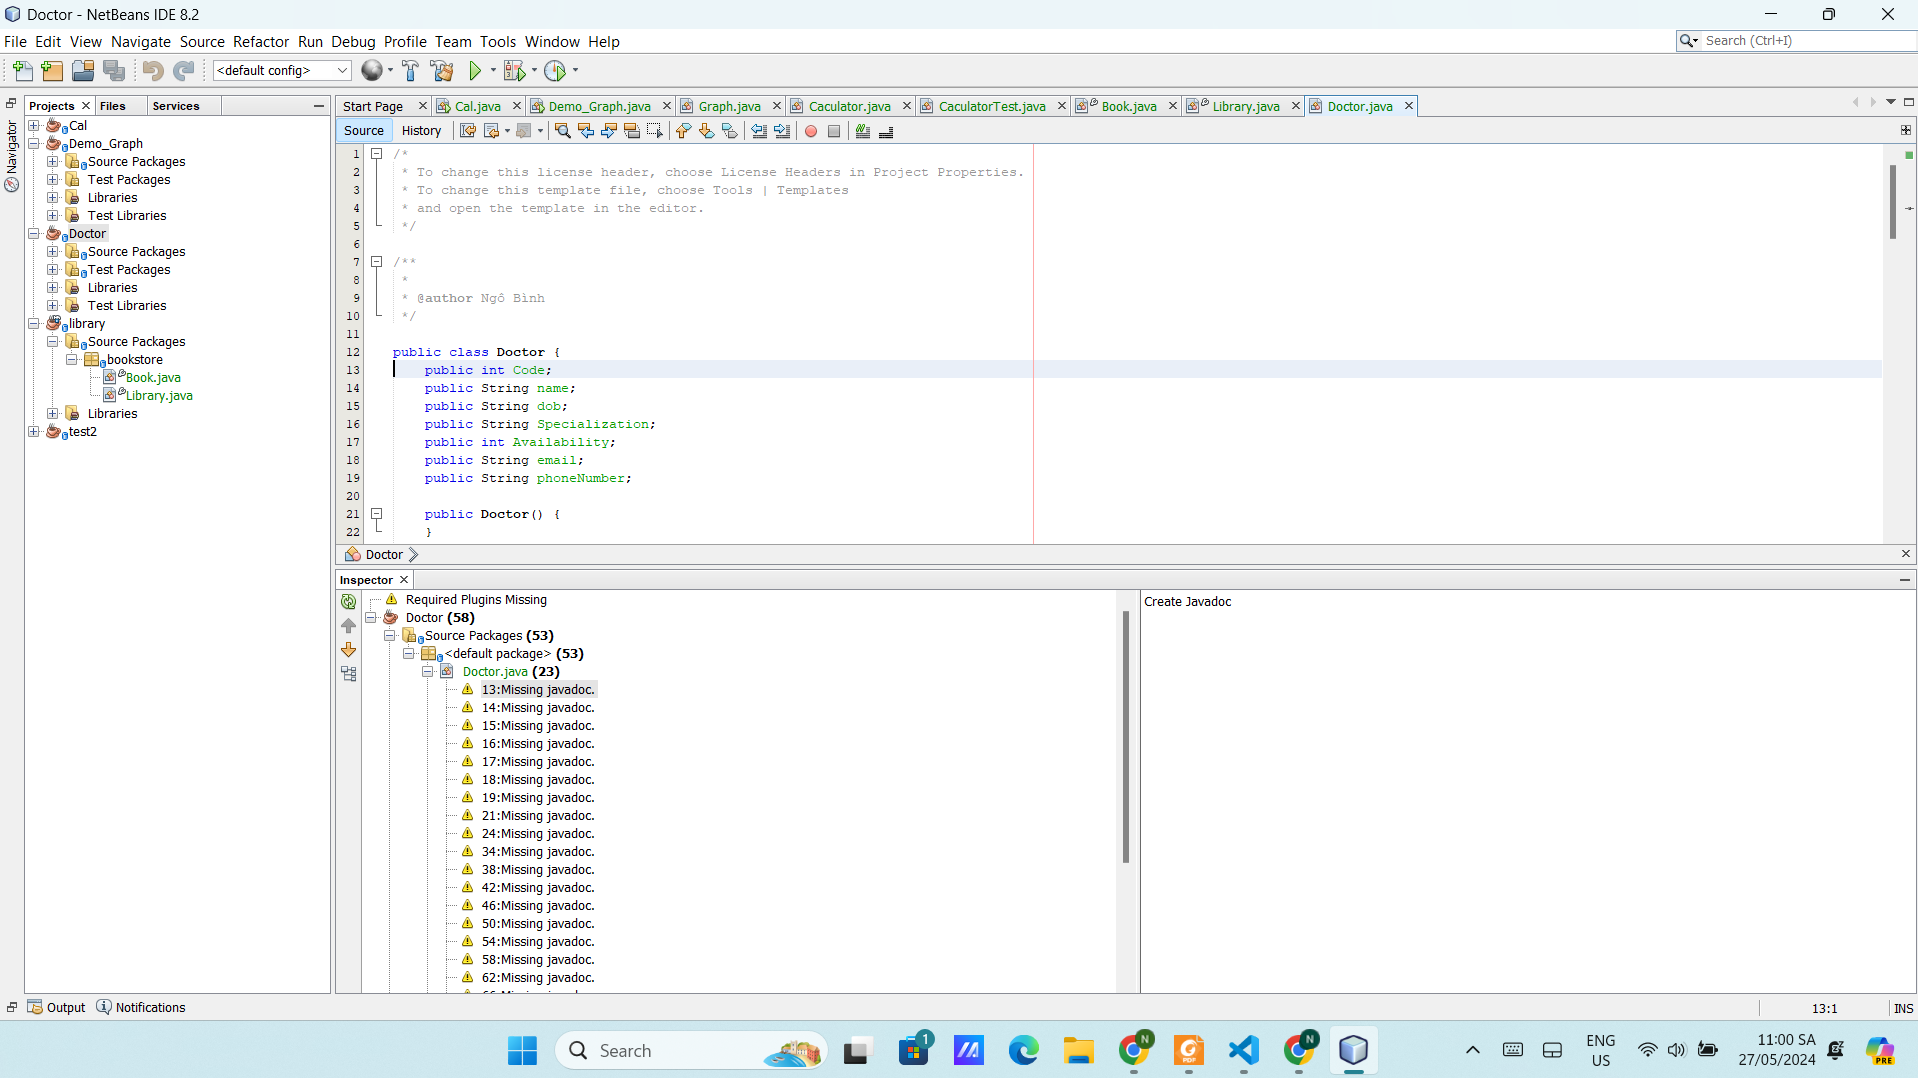 Doctor - NetBeans IDE 8.2
File Edit View Navigate Source Refactor Run Debug Profile Team Tools Window Help
Search (Ctrl+I)
<default config>
Projects Files Services
Start Page Cal.java Demo_Graph.java Graph.java Caculator.java CaculatorTest.java Book.java Library.java Doctor.java
Navigator
Source History
Cal
Demo_Graph
Source Packages
Test Packages
Libraries
Test Libraries
Doctor
Source Packages
Test Packages
Libraries
Test Libraries
library
Source Packages
bookstore
Book.java
Library.java
Libraries
test2
1 /*
2 * To change this license header, choose License Headers in Project Properties.
3 * To change this template file, choose Tools | Templates
4 * and open the template in the editor.
5 */
6
7 /**
8 *
9 * @author Ngô Bình
10 */
11
12 public class Doctor {
13 public int Code;
14 public String name;
15 public String dob;
16 public String Specialization;
17 public int Availability;
18 public String email;
19 public String phoneNumber;
20
21 public Doctor() {
22 }
Doctor
Inspector
Required Plugins Missing
Doctor (58)
Source Packages (53)
<default package> (53)
Doctor.java (23)
13:Missing javadoc.
14:Missing javadoc.
15:Missing javadoc.
16:Missing javadoc.
17:Missing javadoc.
18:Missing javadoc.
19:Missing javadoc.
21:Missing javadoc.
24:Missing javadoc.
34:Missing javadoc.
38:Missing javadoc.
42:Missing javadoc.
46:Missing javadoc.
50:Missing javadoc.
54:Missing javadoc.
58:Missing javadoc.
62:Missing javadoc.
Create Javadoc
Output Notifications
13:1 INS
Search
1
N
PDF
N
ENG
US
11:00 SA
27/05/2024
PRE